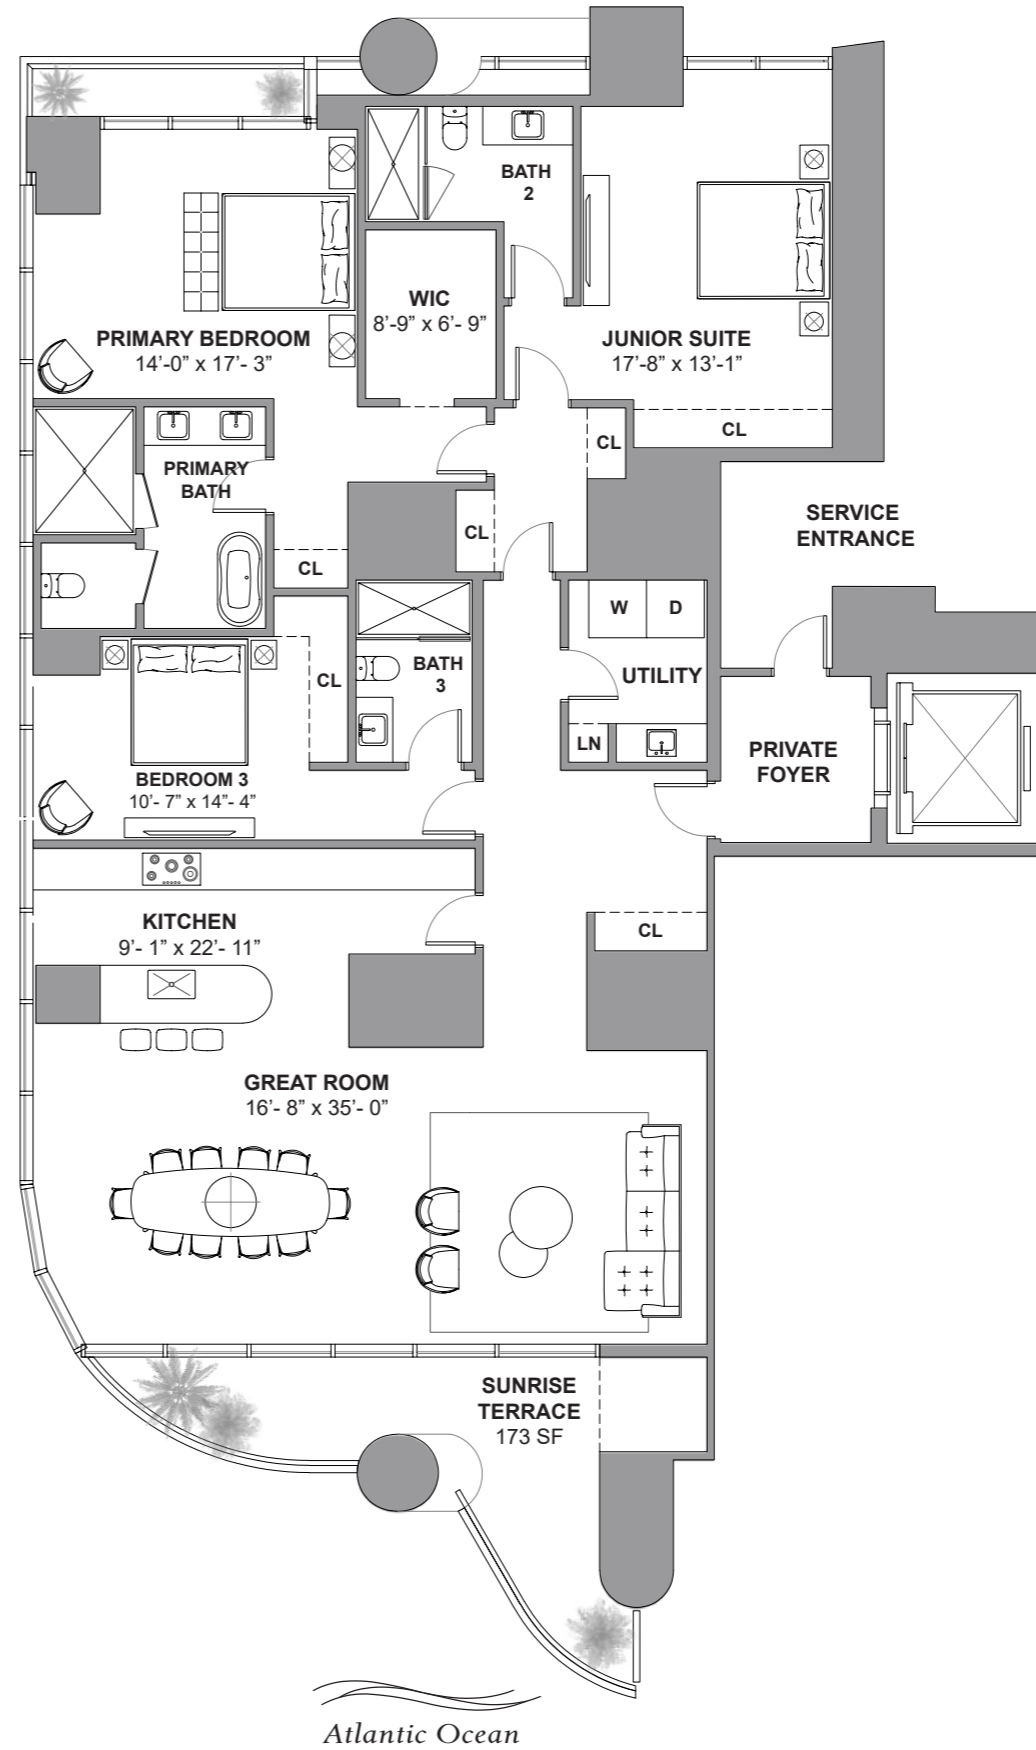 BATH
2
WIC
8’-9” x 6’- 9”
PRIMARY BEDROOM
14’-0” x 17’- 3”
JUNIOR SUITE
17’-8” x 13’-1”
CL
CL
PRIMARY
BATH
CL
CL
SERVICE
ENTRANCE
W
D
BATH
3
CL
UTILITY
LN
PRIVATE
FOYER
BEDROOM 3
10’- 7” x 14”- 4”
KITCHEN
9’- 1” x 22’- 11”
CL
GREAT ROOM
16’- 8” x 35’- 0”
SUNRISE
TERRACE
173 SF
Atlantic Ocean